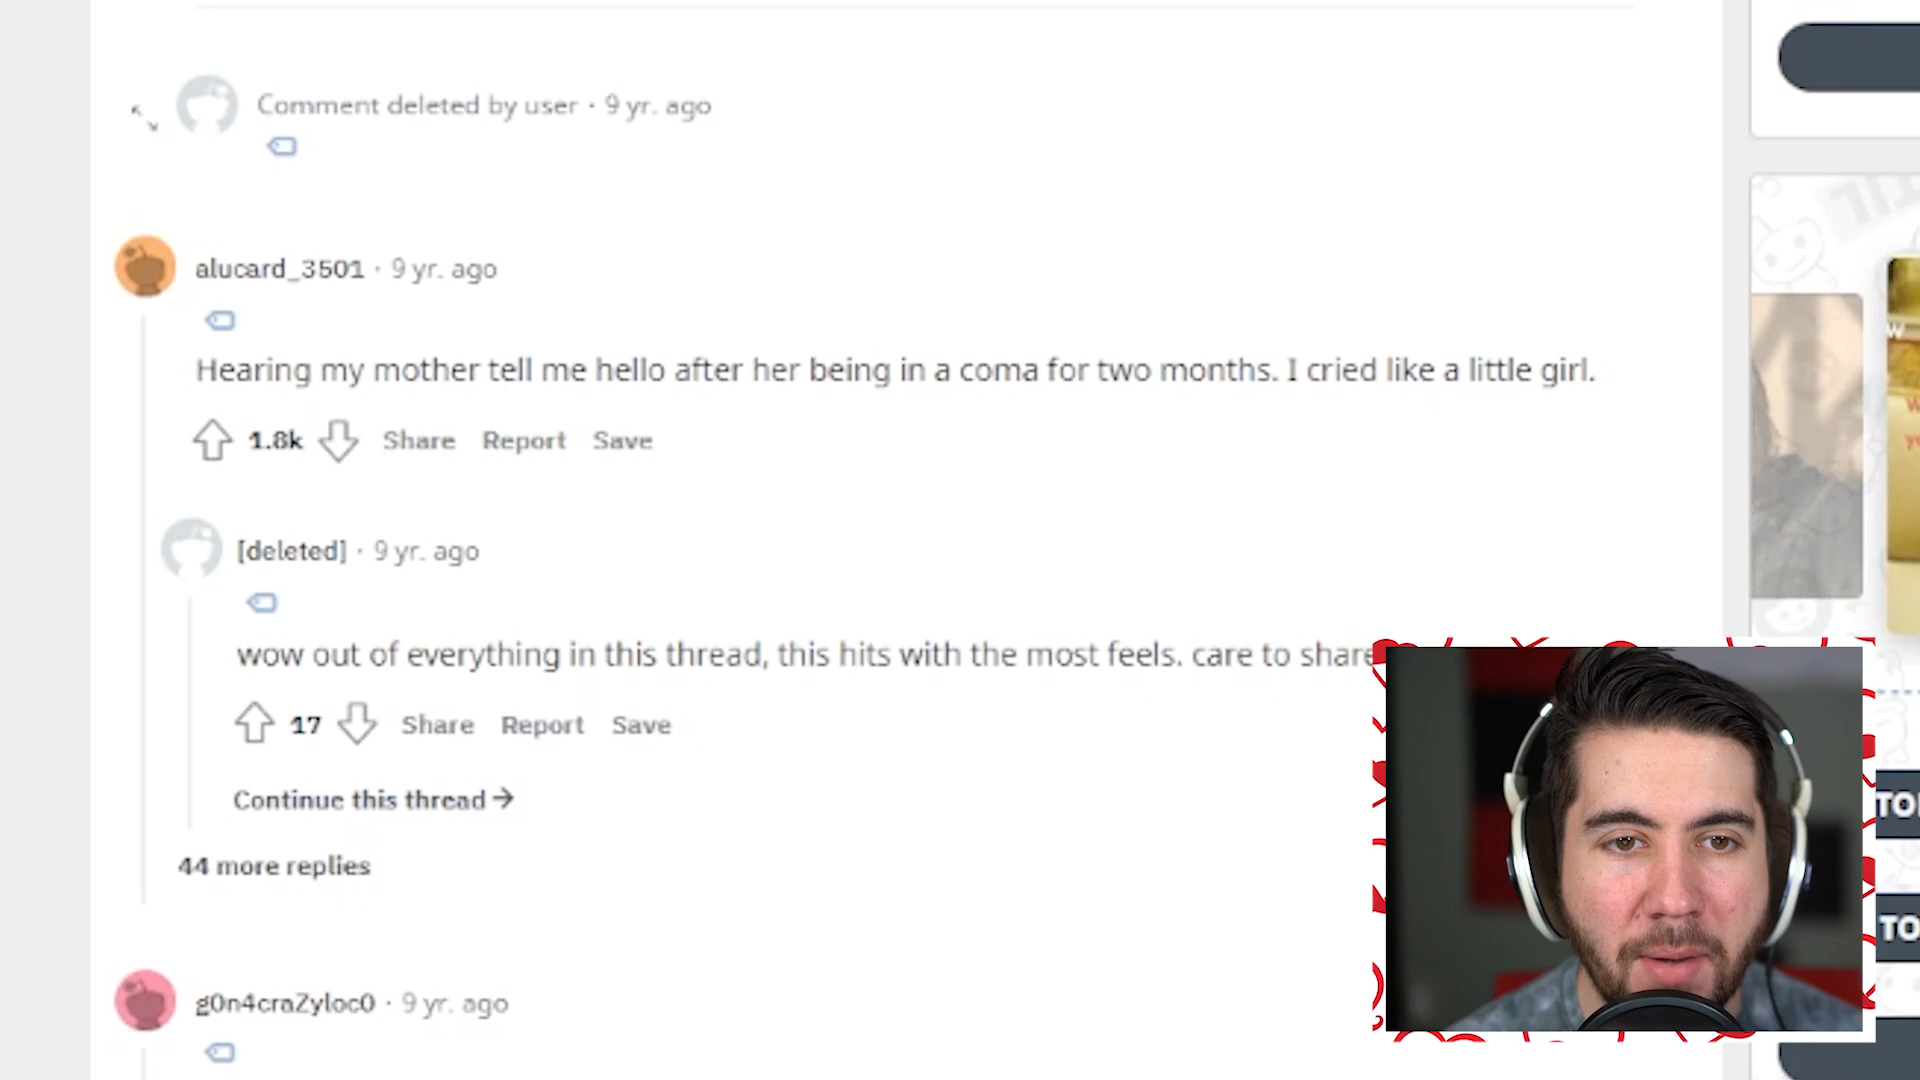 Comment deleted by user · 9 yr. ago
alucard_3501 · 9 yr. ago
Hearing my mother tell me hello after her being in a coma for two months. I cried like a little girl.
1.8k Share Report Save
[deleted] · 9 yr. ago
wow out of everything in this thread, this hits with the most feels. care to share
17 Share Report Save
Continue this thread →
44 more replies
g0n4craZyloc0 · 9 yr. ago
W
TO
TO